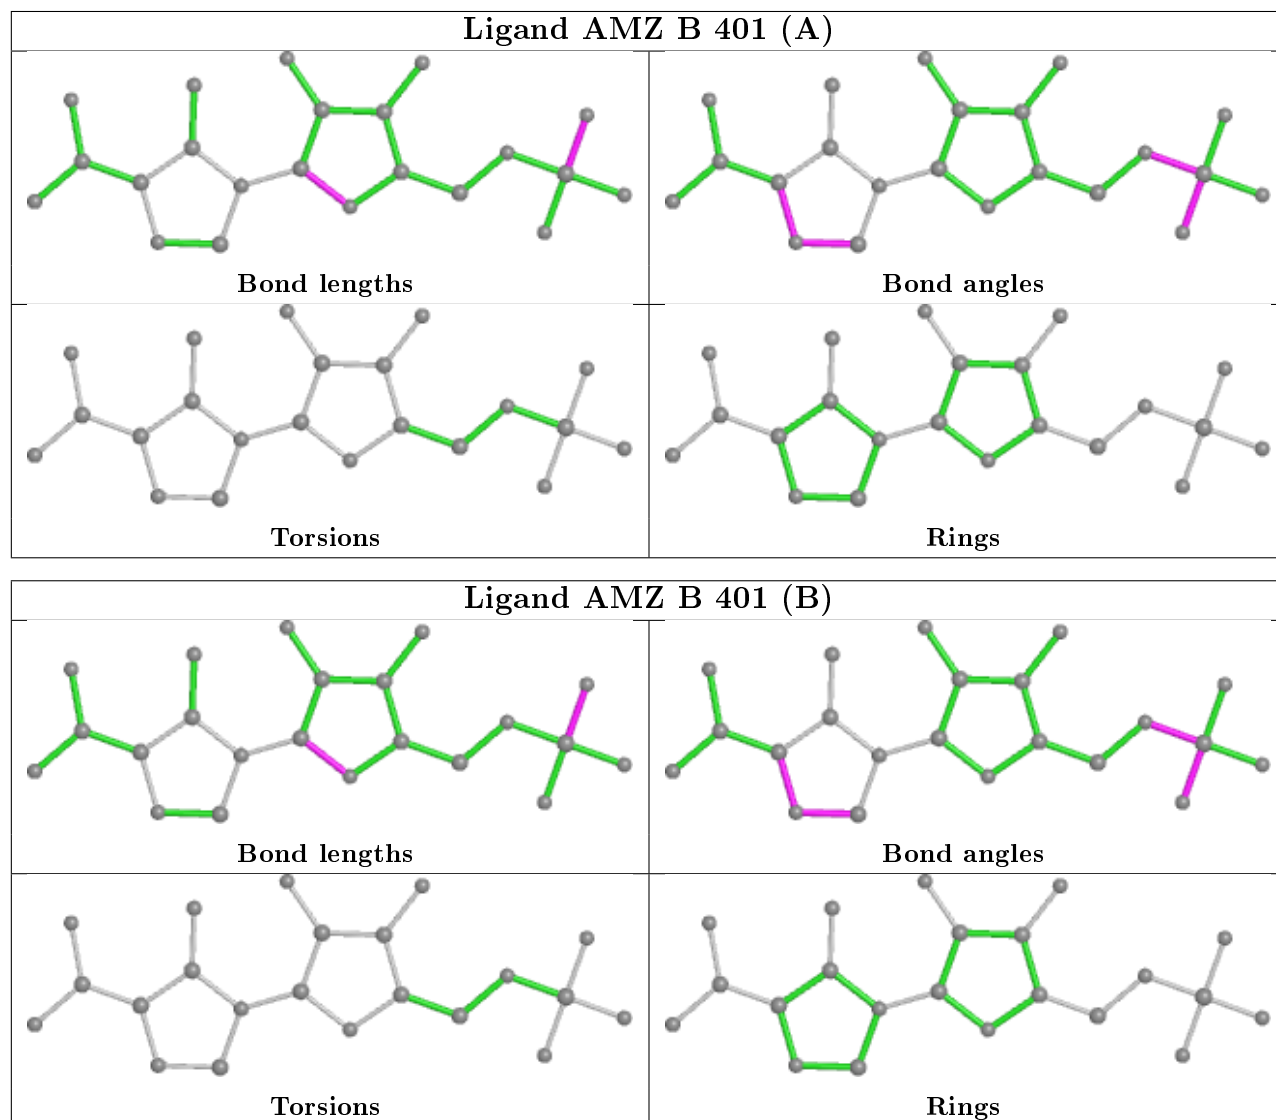 Ligand AMZ B 401 (A)
Bond lengths
Bond angles
Torsions
Rings
Ligand AMZ B 401 (B)
Bond lengths
Bond angles
Torsions
Rings